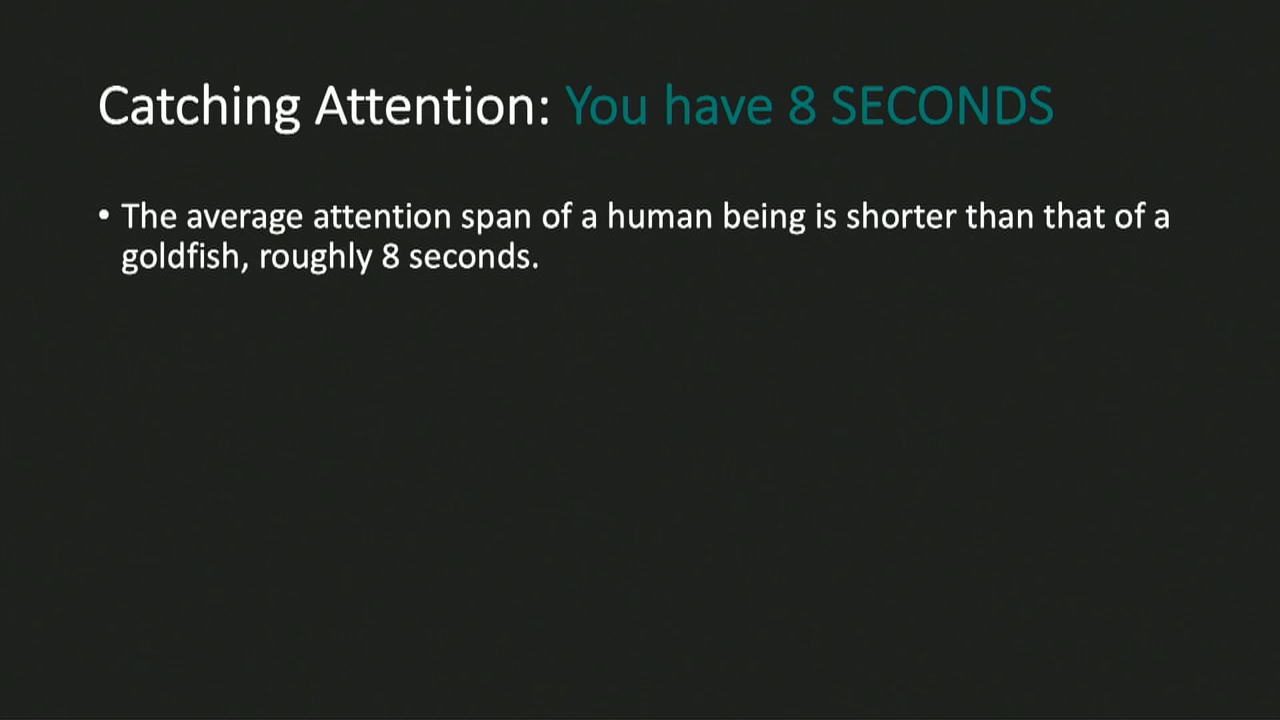 Catching Attention: You have 8 SECONDS
• The average attention span of a human being is shorter than that of a
goldfish, roughly 8 seconds.